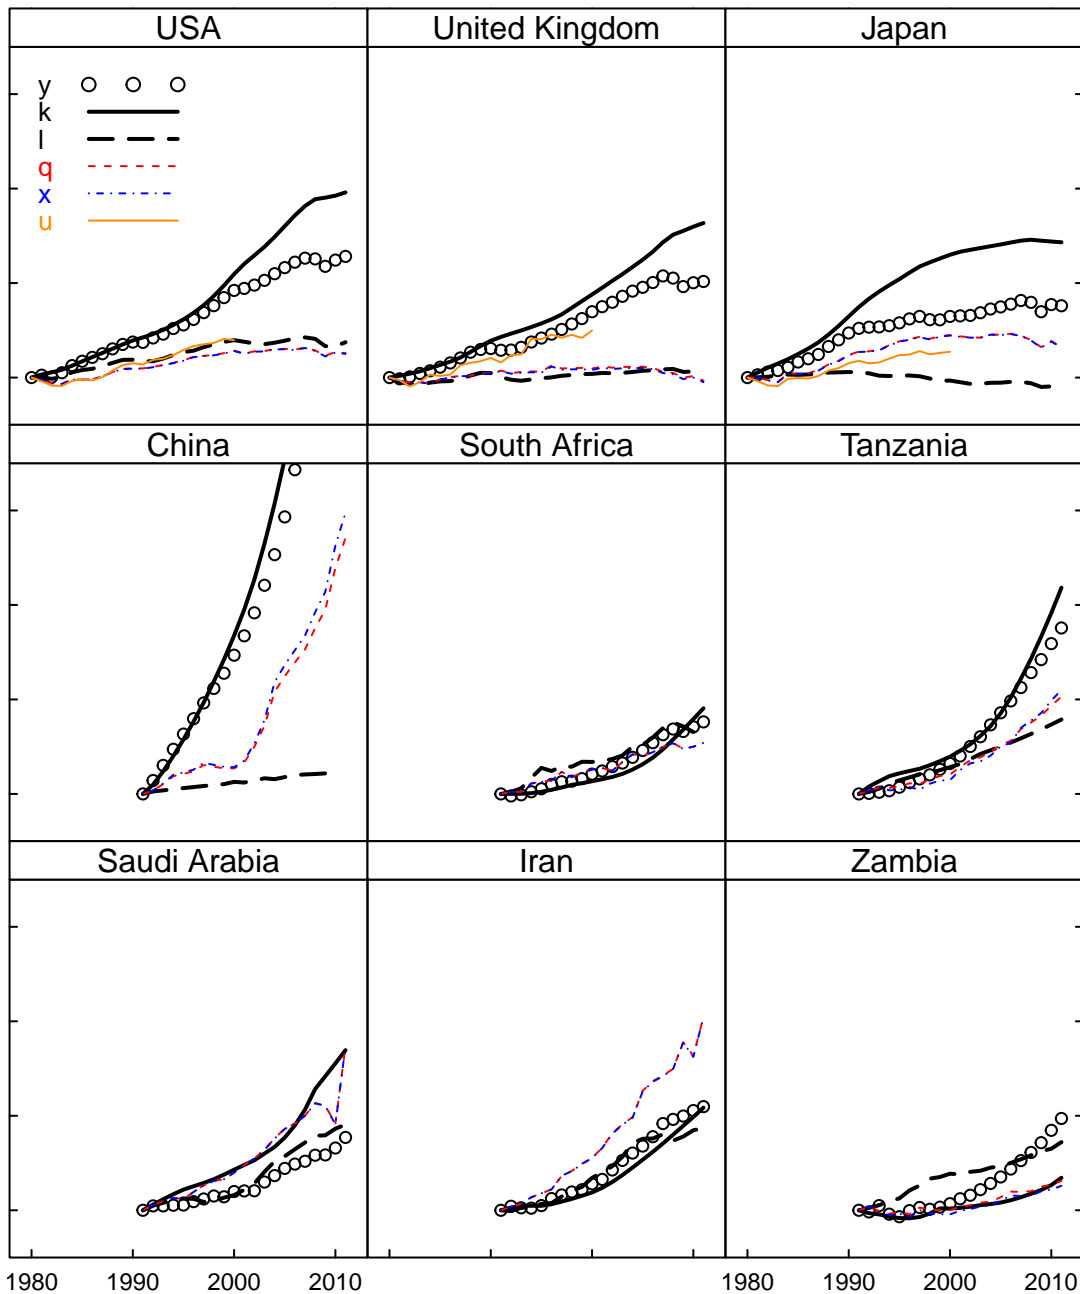 USA United Kingdom Japan
y
k
l
q
x
u
China South Africa Tanzania
Saudi Arabia Iran Zambia
1980 1990 2000 2010 1980 1990 2000 2010